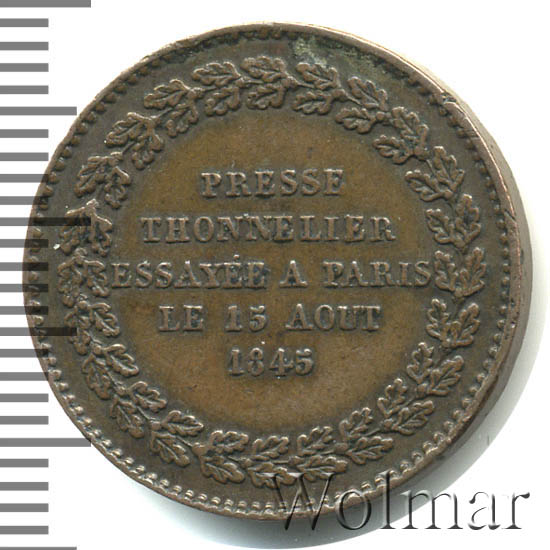 PRESSE
THONNELIER
ESSAYÉE A PARIS
LE 15 AOUT
1845
Wolmar